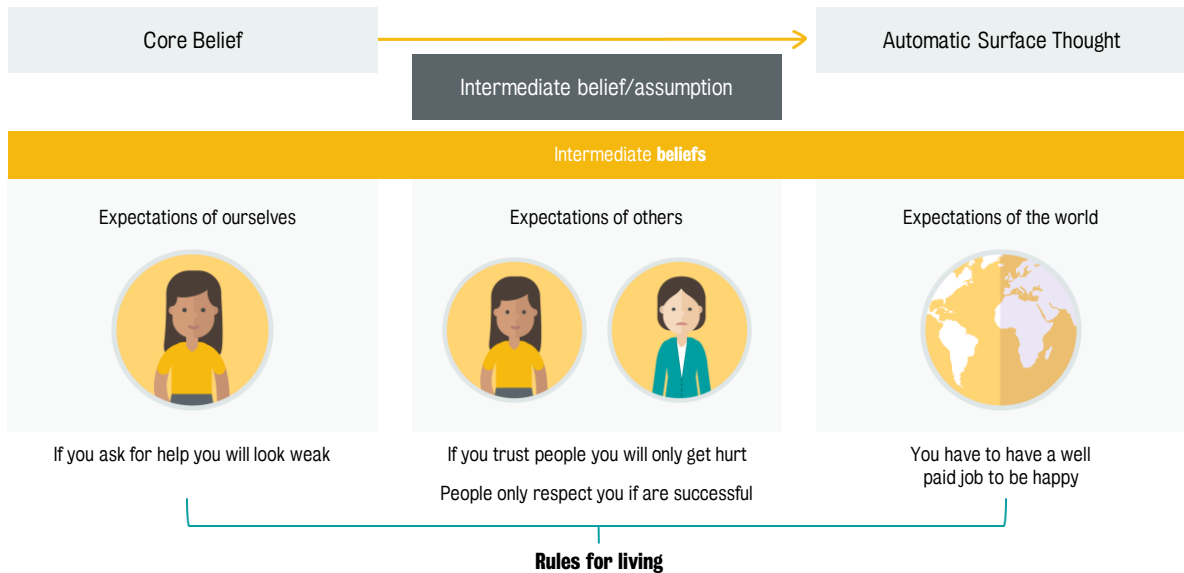 Core Belief
Automatic Surface Thought
Intermediate belief/assumption
Intermediate beliefs
Expectations of ourselves
Expectations of others
Expectations of the world
If you ask for help you will look weak
If you trust people you will only get hurt
People only respect you if are successful
You have to have a well
paid job to be happy
Rules for living